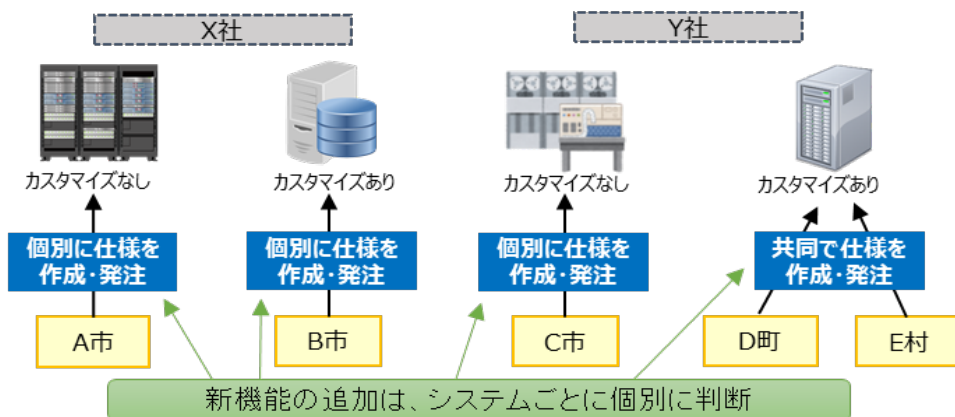 X社
Y社
カスタマイズなし
カスタマイズあり
カスタマイズなし
カスタマイズあり
個別に仕様を
作成・発注
個別に仕様を
作成・発注
個別に仕様を
作成・発注
共同で仕様を
作成・発注
A市
B市
C市
D町
E村
新機能の追加は、システムごとに個別に判断